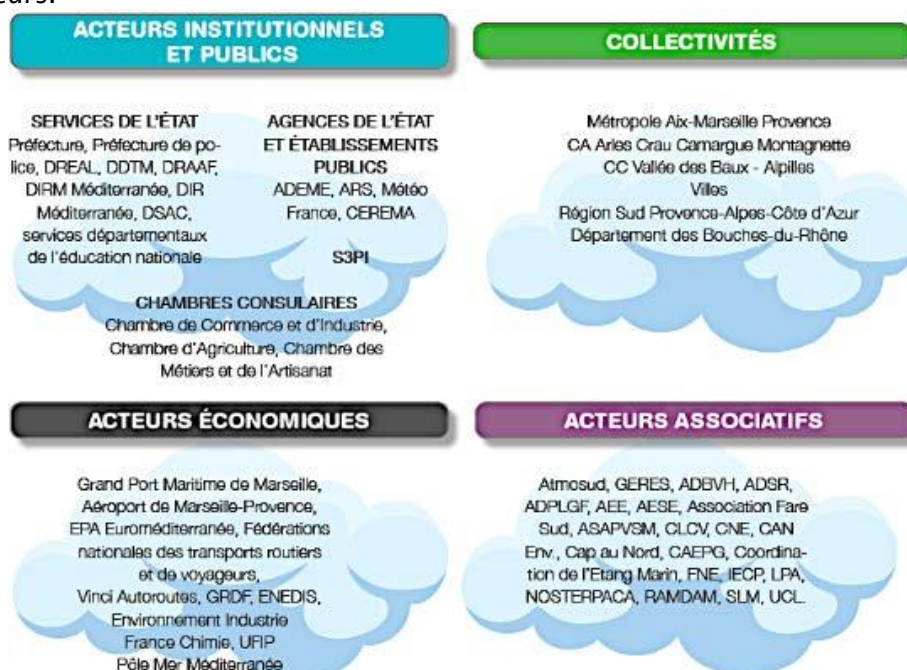 eurs.
ACTEURS INSTITUTIONNELS
ET PUBLICS
SERVICES DE L'ÉTAT
Préfecture, Préfecture de po-
lice, DREAL, DDTM, DRAAF,
DIRM Méditerranée, DIR
Méditerranée, DSAC,
services départementaux
de l'éducation nationale
AGENCES DE L'ÉTAT
ET ÉTABLISSEMENTS
PUBLICS
ADEME, ARS, Météo
France, CEREMA
S3PI
CHAMBRES CONSULAIRES
Chambre de Commerce et d'Industrie,
Chambre d'Agriculture, Chambre des
Métiers et de l'Artisanat
COLLECTIVITÉS
Métropole Aix-Marseille Provence
CA Arles Crau Camargue Montagnette
CC Vallée des Baux - Alpilles
Villes
Région Sud Provence-Alpes-Côte d'Azur
Département des Bouches-du-Rhône
ACTEURS ÉCONOMIQUES
Grand Port Maritime de Marseille,
Aéroport de Marseille-Provence,
EPA Euroméditerranée, Fédérations
nationales des transports routiers
et de voyageurs,
Vinci Autoroutes, GRDF, ENEDIS,
Environnement Industrie
France Chimie, UFIP
Pôle Mer Méditerranée
ACTEURS ASSOCIATIFS
Atmosud, GERES, ADBVH, ADSR,
ADPLGF, AEE, AESE, Association Fare
Sud, ASAPVSM, CLCV, CNE, CAN
Env., Cap au Nord, CAEPG, Coordina-
tion de l'Etang Marin, FNE, IECP, LPA,
NOSTERPACA, RAMDAM, SLM, UCL.